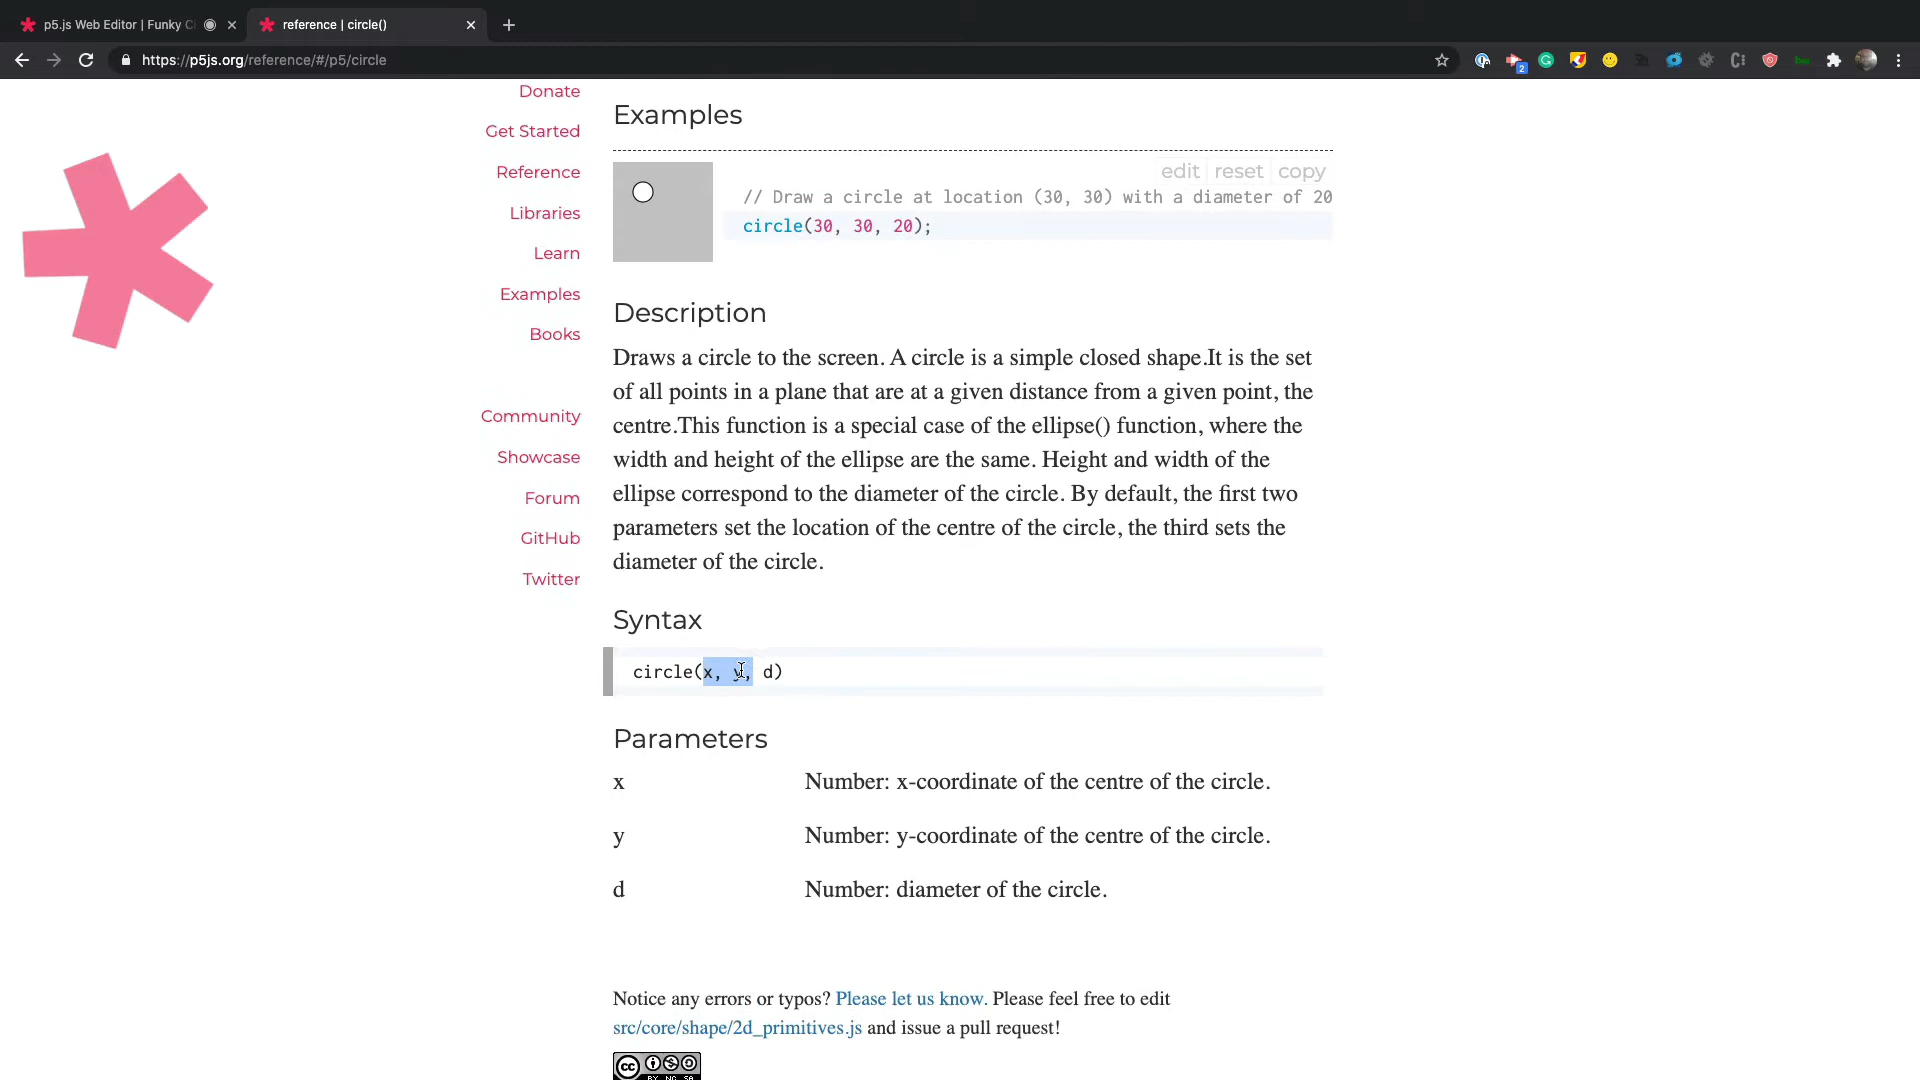 p5.js Web Editor | Funky C
reference | circle()
https://p5js.org/reference/#/p5/circle
2
Donate
Get Started
Reference
Libraries
Learn
Examples
Books
Community
Showcase
Forum
GitHub
Twitter
Examples
edit reset copy
// Draw a circle at location (30, 30) with a diameter of 20
circle(30, 30, 20);
Description
Draws a circle to the screen. A circle is a simple closed shape.It is the set
of all points in a plane that are at a given distance from a given point, the
centre.This function is a special case of the ellipse() function, where the
width and height of the ellipse are the same. Height and width of the
ellipse correspond to the diameter of the circle. By default, the first two
parameters set the location of the centre of the circle, the third sets the
diameter of the circle.
Syntax
circle(x, y, d)
Parameters
x Number: x-coordinate of the centre of the circle.
y Number: y-coordinate of the centre of the circle.
d Number: diameter of the circle.
Notice any errors or typos? Please let us know. Please feel free to edit
src/core/shape/2d_primitives.js and issue a pull request!
cc